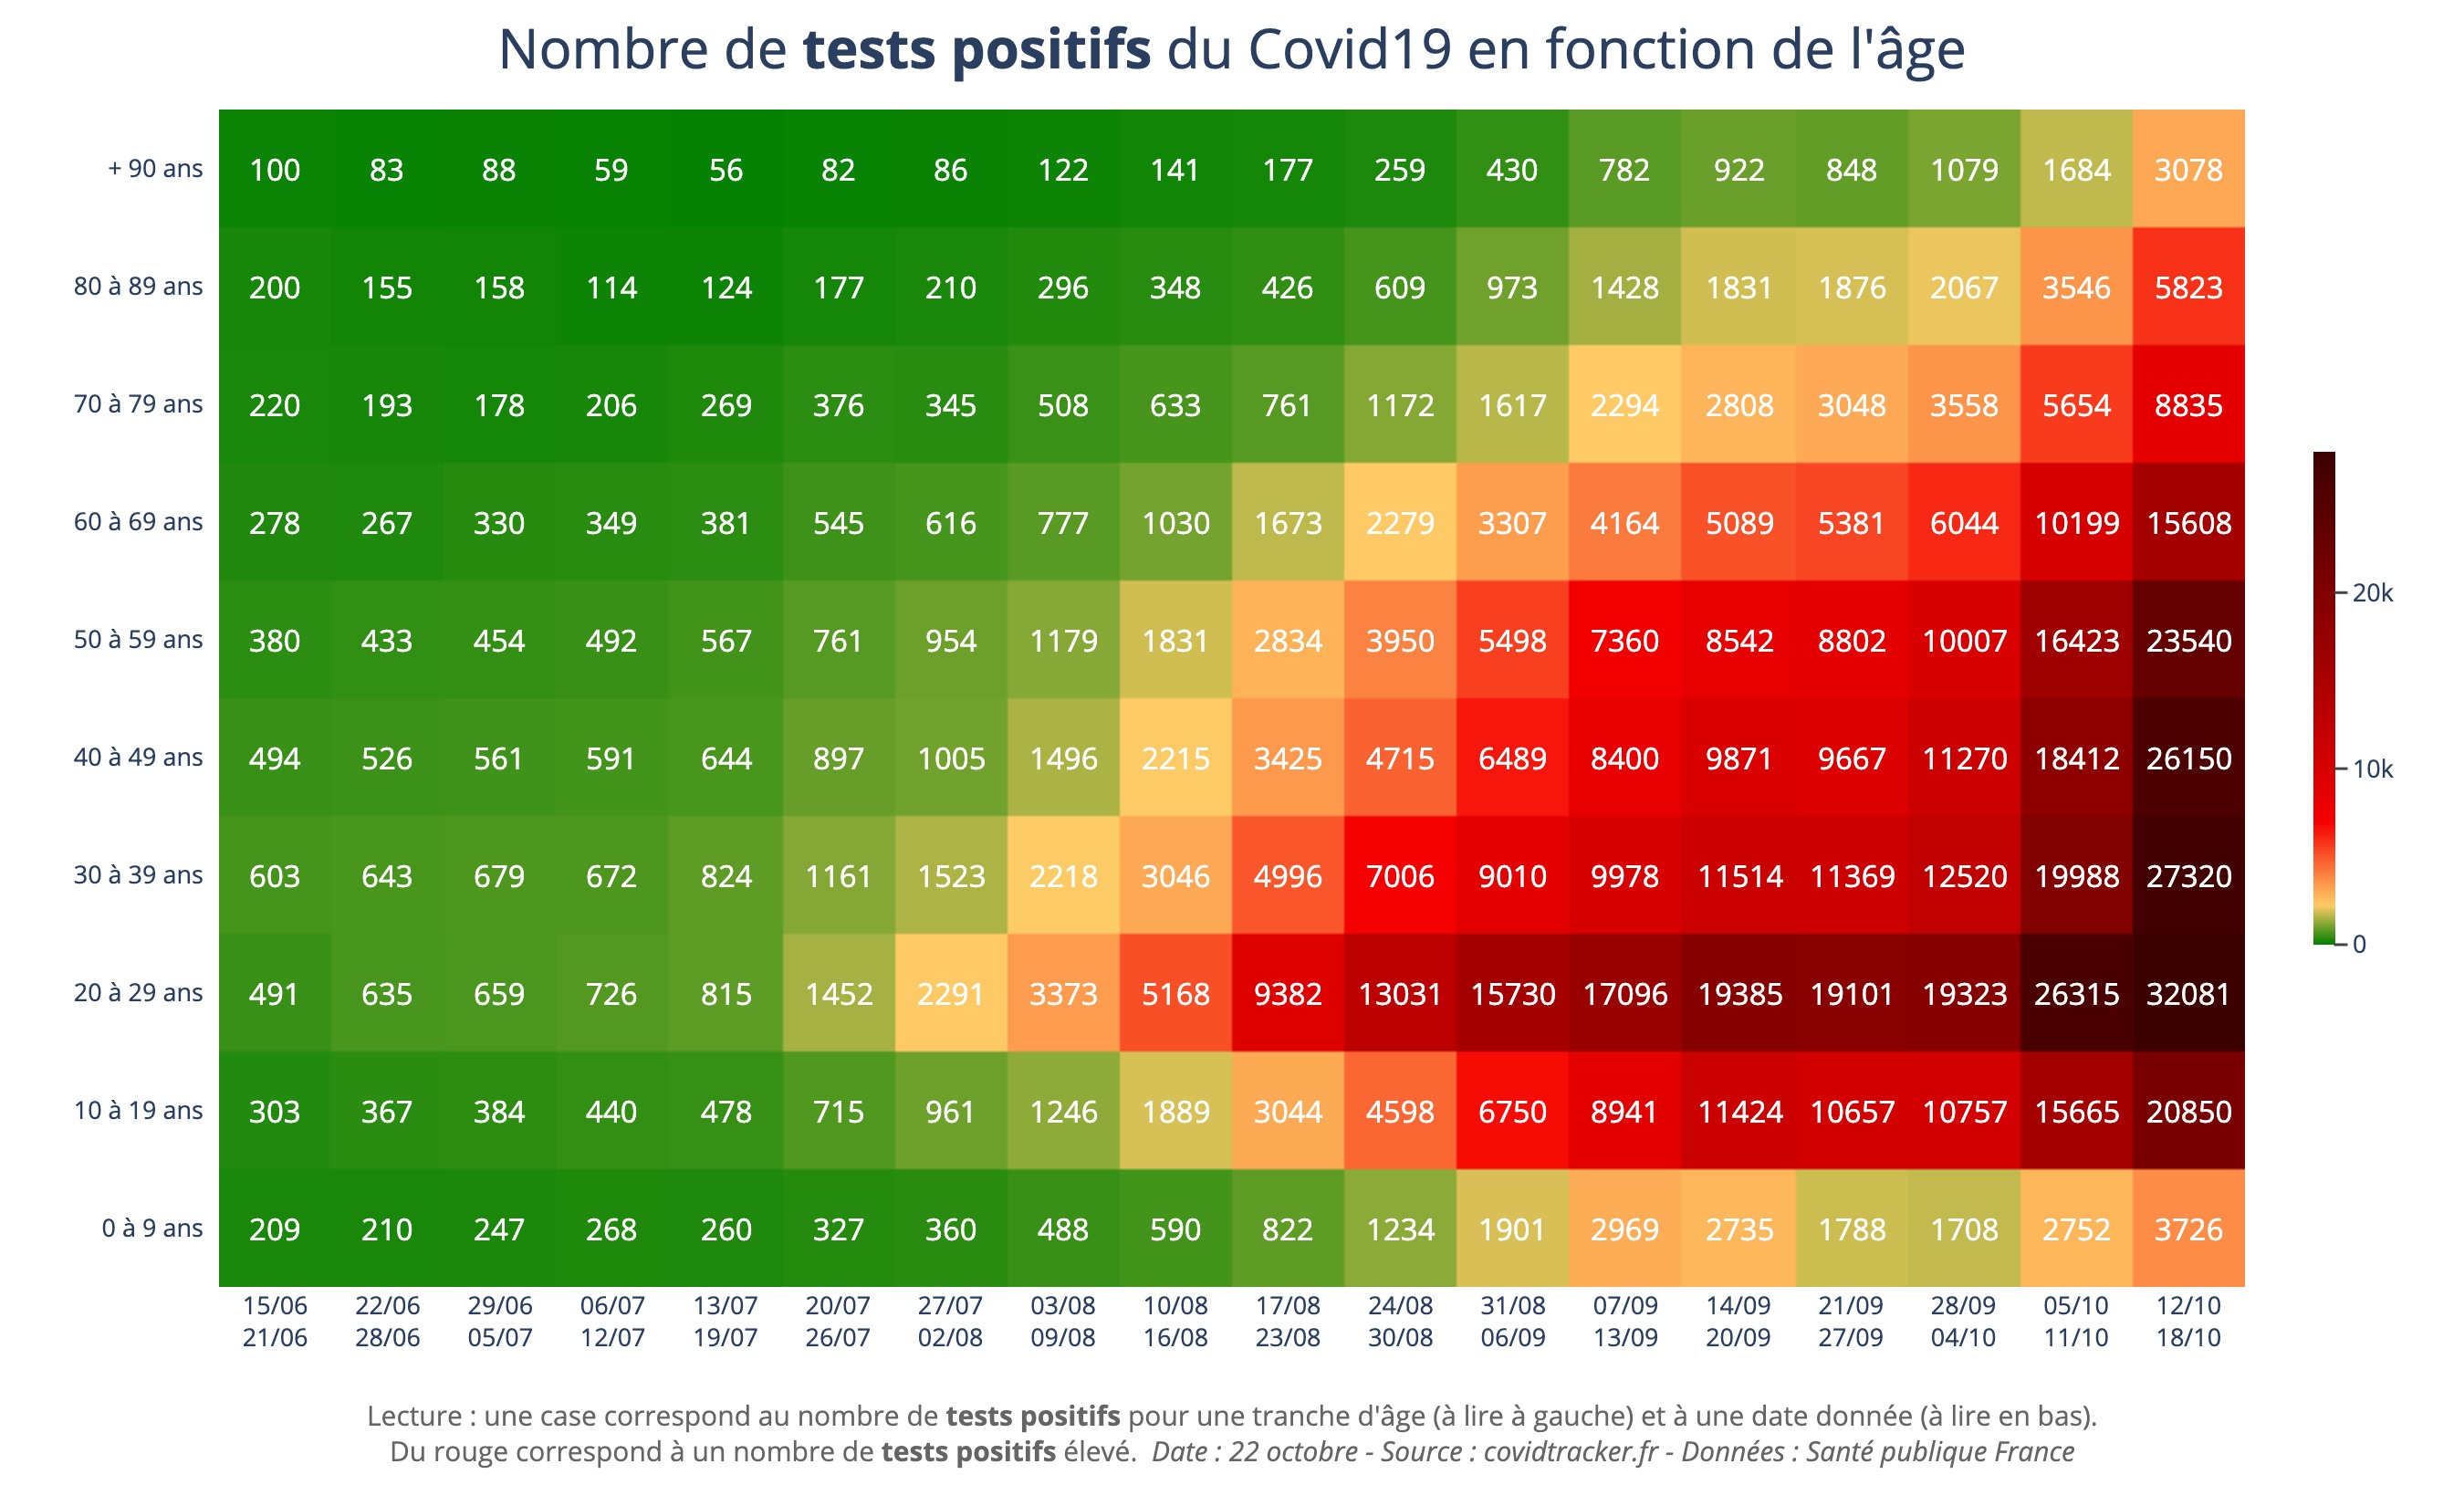 Nombre de tests positifs du Covid19 en fonction de l'âge
+ 90 ans 100 83 88 59 56 82 86 122 141 177 259 430 782 922 848 1079 1684 3078
80 à 89 ans 200 155 158 114 124 177 210 296 348 426 609 973 1428 1831 1876 2067 3546 5823
70 à 79 ans 220 193 178 206 269 376 345 508 633 761 1172 1617 2294 2808 3048 3558 5654 8835
60 à 69 ans 278 267 330 349 381 545 616 777 1030 1673 2279 3307 4164 5089 5381 6044 10199 15608
50 à 59 ans 380 433 454 492 567 761 954 1179 1831 2834 3950 5498 7360 8542 8802 10007 16423 23540
40 à 49 ans 494 526 561 591 644 897 1005 1496 2215 3425 4715 6489 8400 9871 9667 11270 18412 26150
30 à 39 ans 603 643 679 672 824 1161 1523 2218 3046 4996 7006 9010 9978 11514 11369 12520 19988 27320
20 à 29 ans 491 635 659 726 815 1452 2291 3373 5168 9382 13031 15730 17096 19385 19101 19323 26315 32081
10 à 19 ans 303 367 384 440 478 715 961 1246 1889 3044 4598 6750 8941 11424 10657 10757 15665 20850
0 à 9 ans 209 210 247 268 260 327 360 488 590 822 1234 1901 2969 2735 1788 1708 2752 3726
15/06 22/06 29/06 06/07 13/07 20/07 27/07 03/08 10/08 17/08 24/08 31/08 07/09 14/09 21/09 28/09 05/10 12/10
21/06 28/06 05/07 12/07 19/07 26/07 02/08 09/08 16/08 23/08 30/08 06/09 13/09 20/09 27/09 04/10 11/10 18/10
20k
10k
0
Lecture : une case correspond au nombre de tests positifs pour une tranche d'âge (à lire à gauche) et à une date donnée (à lire en bas).
Du rouge correspond à un nombre de tests positifs élevé. Date : 22 octobre - Source : covidtracker.fr - Données : Santé publique France